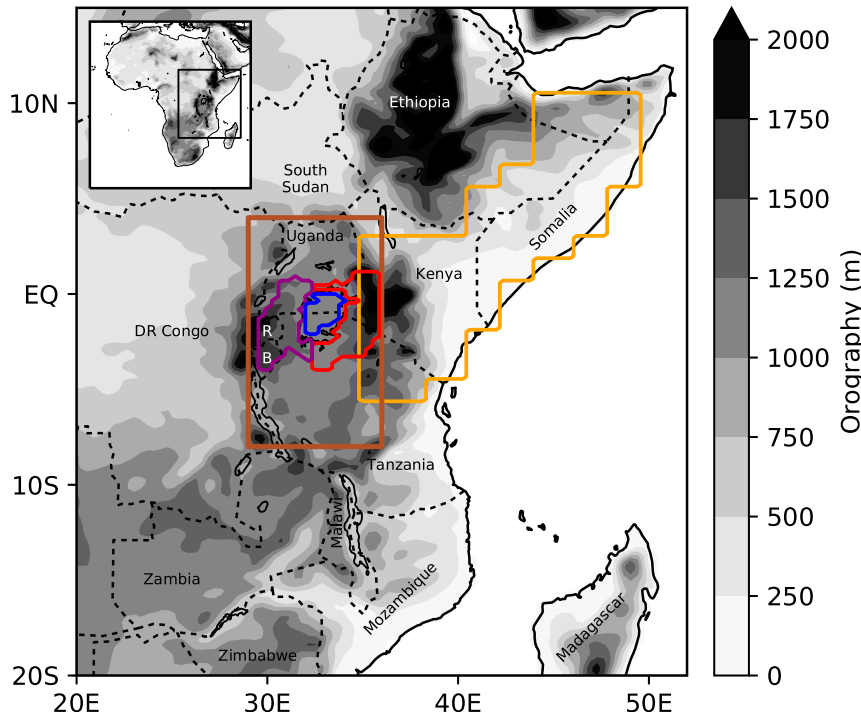 10N
EQ
10S
20S
20E
30E
40E
50E
Ethiopia
South
Sudan
Uganda
Kenya
Somalia
DR Congo
R
B
Tanzania
Malawi
Zambia
Mozambique
Zimbabwe
Madagascar
2000
1750
1500
1250
1000
750
500
250
0
Orography (m)